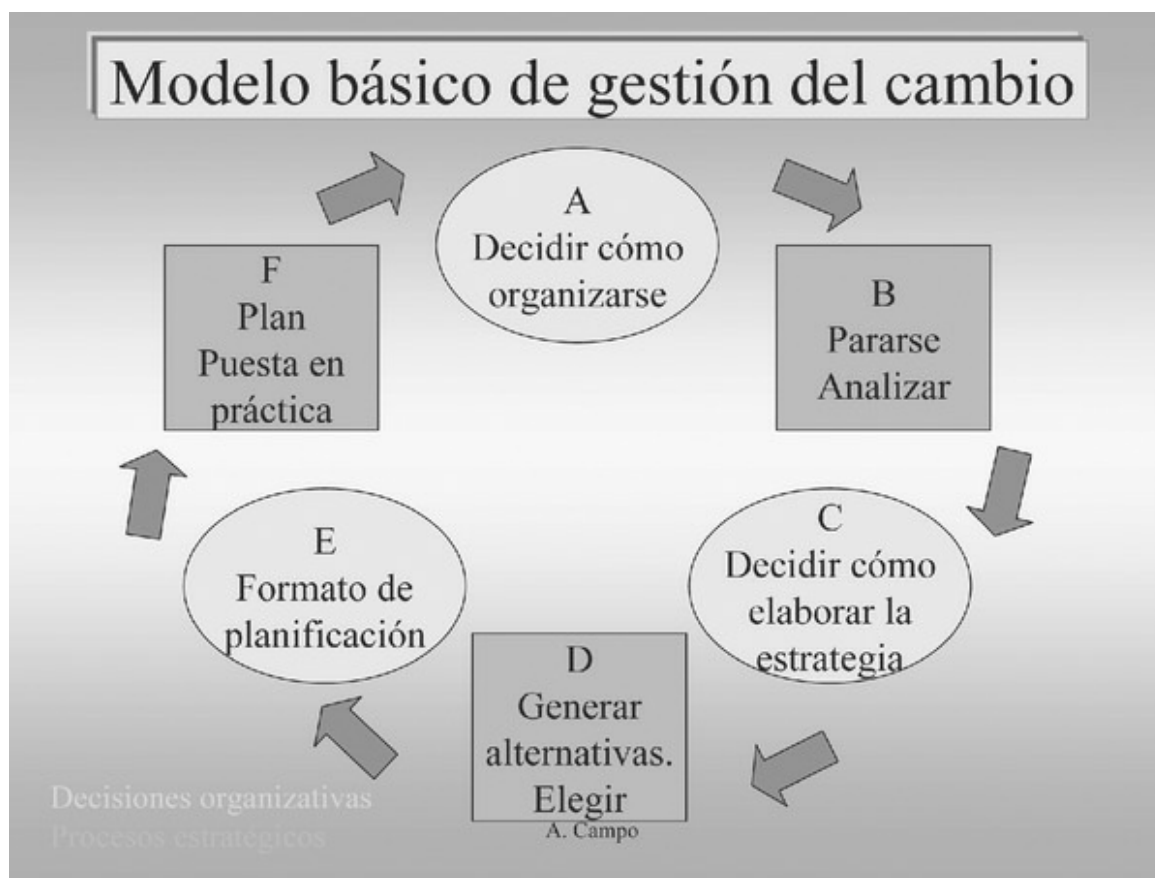 Modelo básico de gestión del cambio
A
Decidir cómo
organizarse
B
Pararse
Analizar
C
Decidir cómo
elaborar la
estrategia
D
Generar
alternativas.
Elegir
E
Formato de
planificación
F
Plan
Puesta en
práctica
Decisiones organizativas
Procesos estratégicos
A. Campo